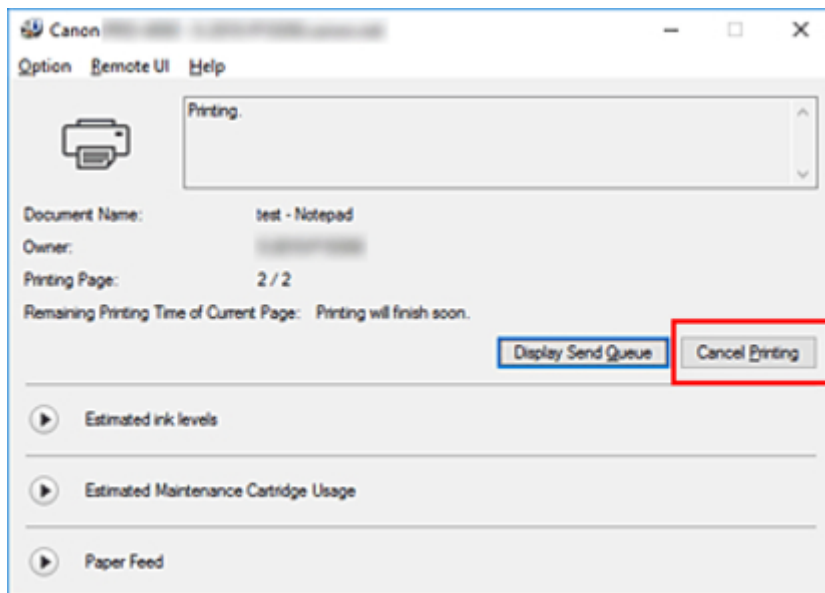 Canon
Option Remote UI Help
Printing.
Document Name: test - Notepad
Owner:
Printing Page: 2 / 2
Remaining Printing Time of Current Page: Printing will finish soon.
Display Send Queue Cancel Printing
Estimated ink levels
Estimated Maintenance Cartridge Usage
Paper Feed